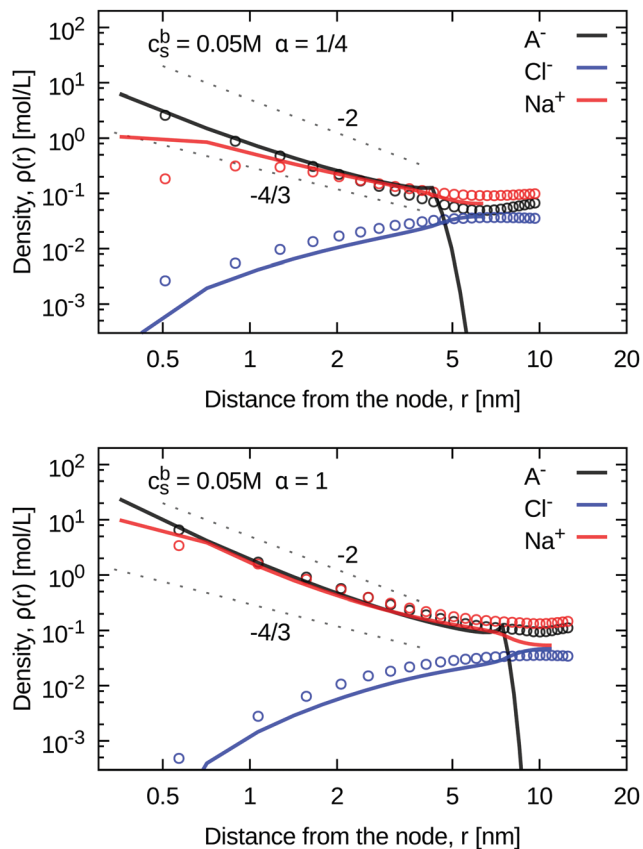 10²
10¹
10⁰
10⁻¹
10⁻²
10⁻³
Density, ρ(r) [mol/L]
c_s^b = 0.05M α = 1/4
A⁻
Cl⁻
Na⁺
-2
-4/3
0.5 1 2 5 10 20
Distance from the node, r [nm]
10²
10¹
10⁰
10⁻¹
10⁻²
10⁻³
Density, ρ(r) [mol/L]
c_s^b = 0.05M α = 1
A⁻
Cl⁻
Na⁺
-2
-4/3
0.5 1 2 5 10 20
Distance from the node, r [nm]